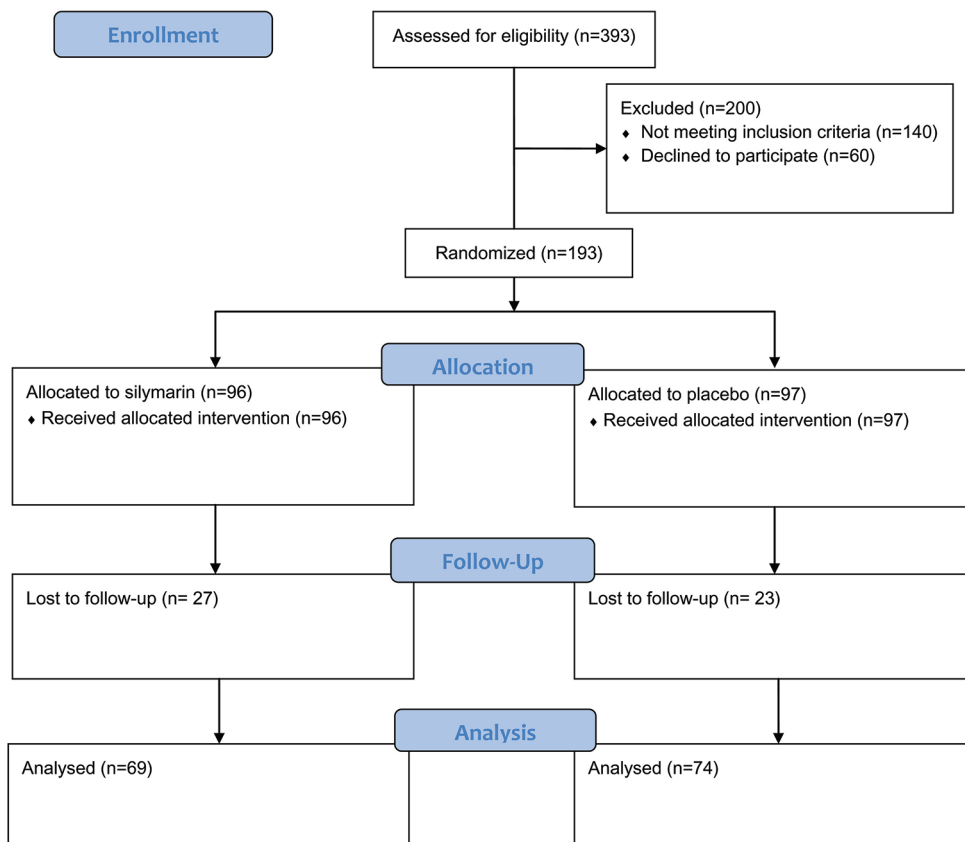 Enrollment
Assessed for eligibility (n=393)
Excluded (n=200)
♦ Not meeting inclusion criteria (n=140)
♦ Declined to participate (n=60)
Randomized (n=193)
Allocation
Allocated to silymarin (n=96)
♦ Received allocated intervention (n=96)
Allocated to placebo (n=97)
♦ Received allocated intervention (n=97)
Follow-Up
Lost to follow-up (n= 27)
Lost to follow-up (n= 23)
Analysis
Analysed (n=69)
Analysed (n=74)